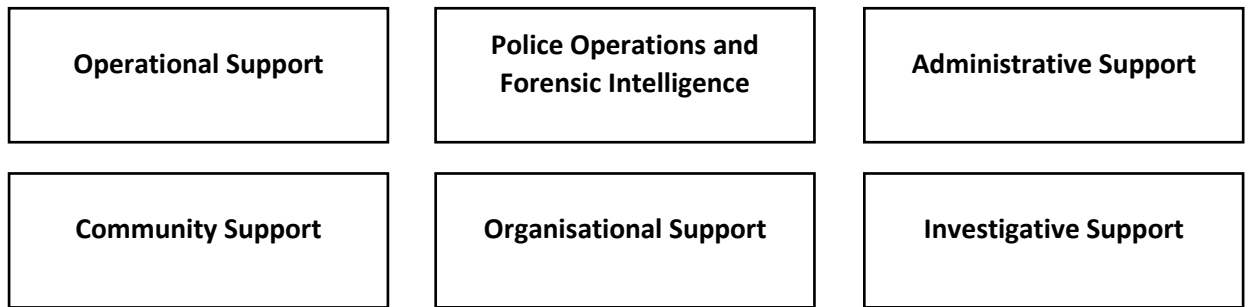 Operational Support
Police Operations and
Forensic Intelligence
Administrative Support
Community Support
Organisational Support
Investigative Support